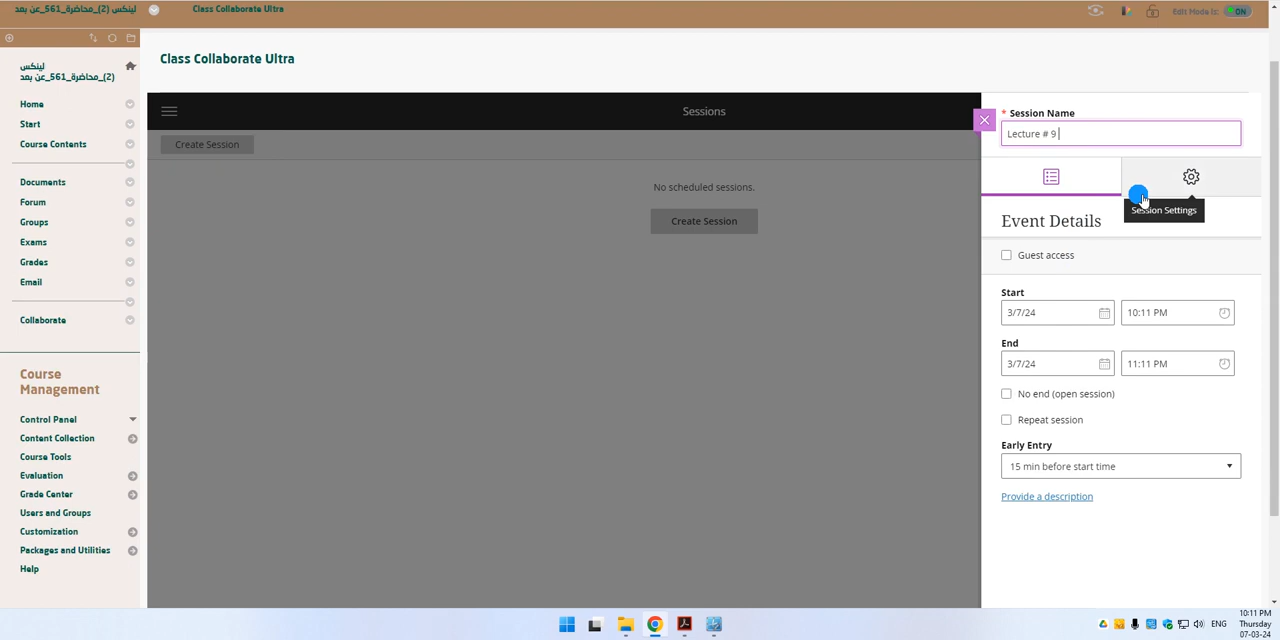 لينكس (2)_محاضرة_561_عن بعد
Class Collaborate Ultra
Edit Mode is: ON
لينكس
(2)_محاضرة_561_عن بعد
Home
Start
Course Contents
Documents
Forum
Groups
Exams
Grades
Email
Collaborate
Course
Management
Control Panel
Content Collection
Course Tools
Evaluation
Grade Center
Users and Groups
Customization
Packages and Utilities
Help
Class Collaborate Ultra
Sessions
Create Session
No scheduled sessions.
Create Session
* Session Name
Lecture # 9
Session Settings
Event Details
Guest access
Start
3/7/24 10:11 PM
End
3/7/24 11:11 PM
No end (open session)
Repeat session
Early Entry
15 min before start time
Provide a description
ENG
10:11 PM
Thursday
07-03-24